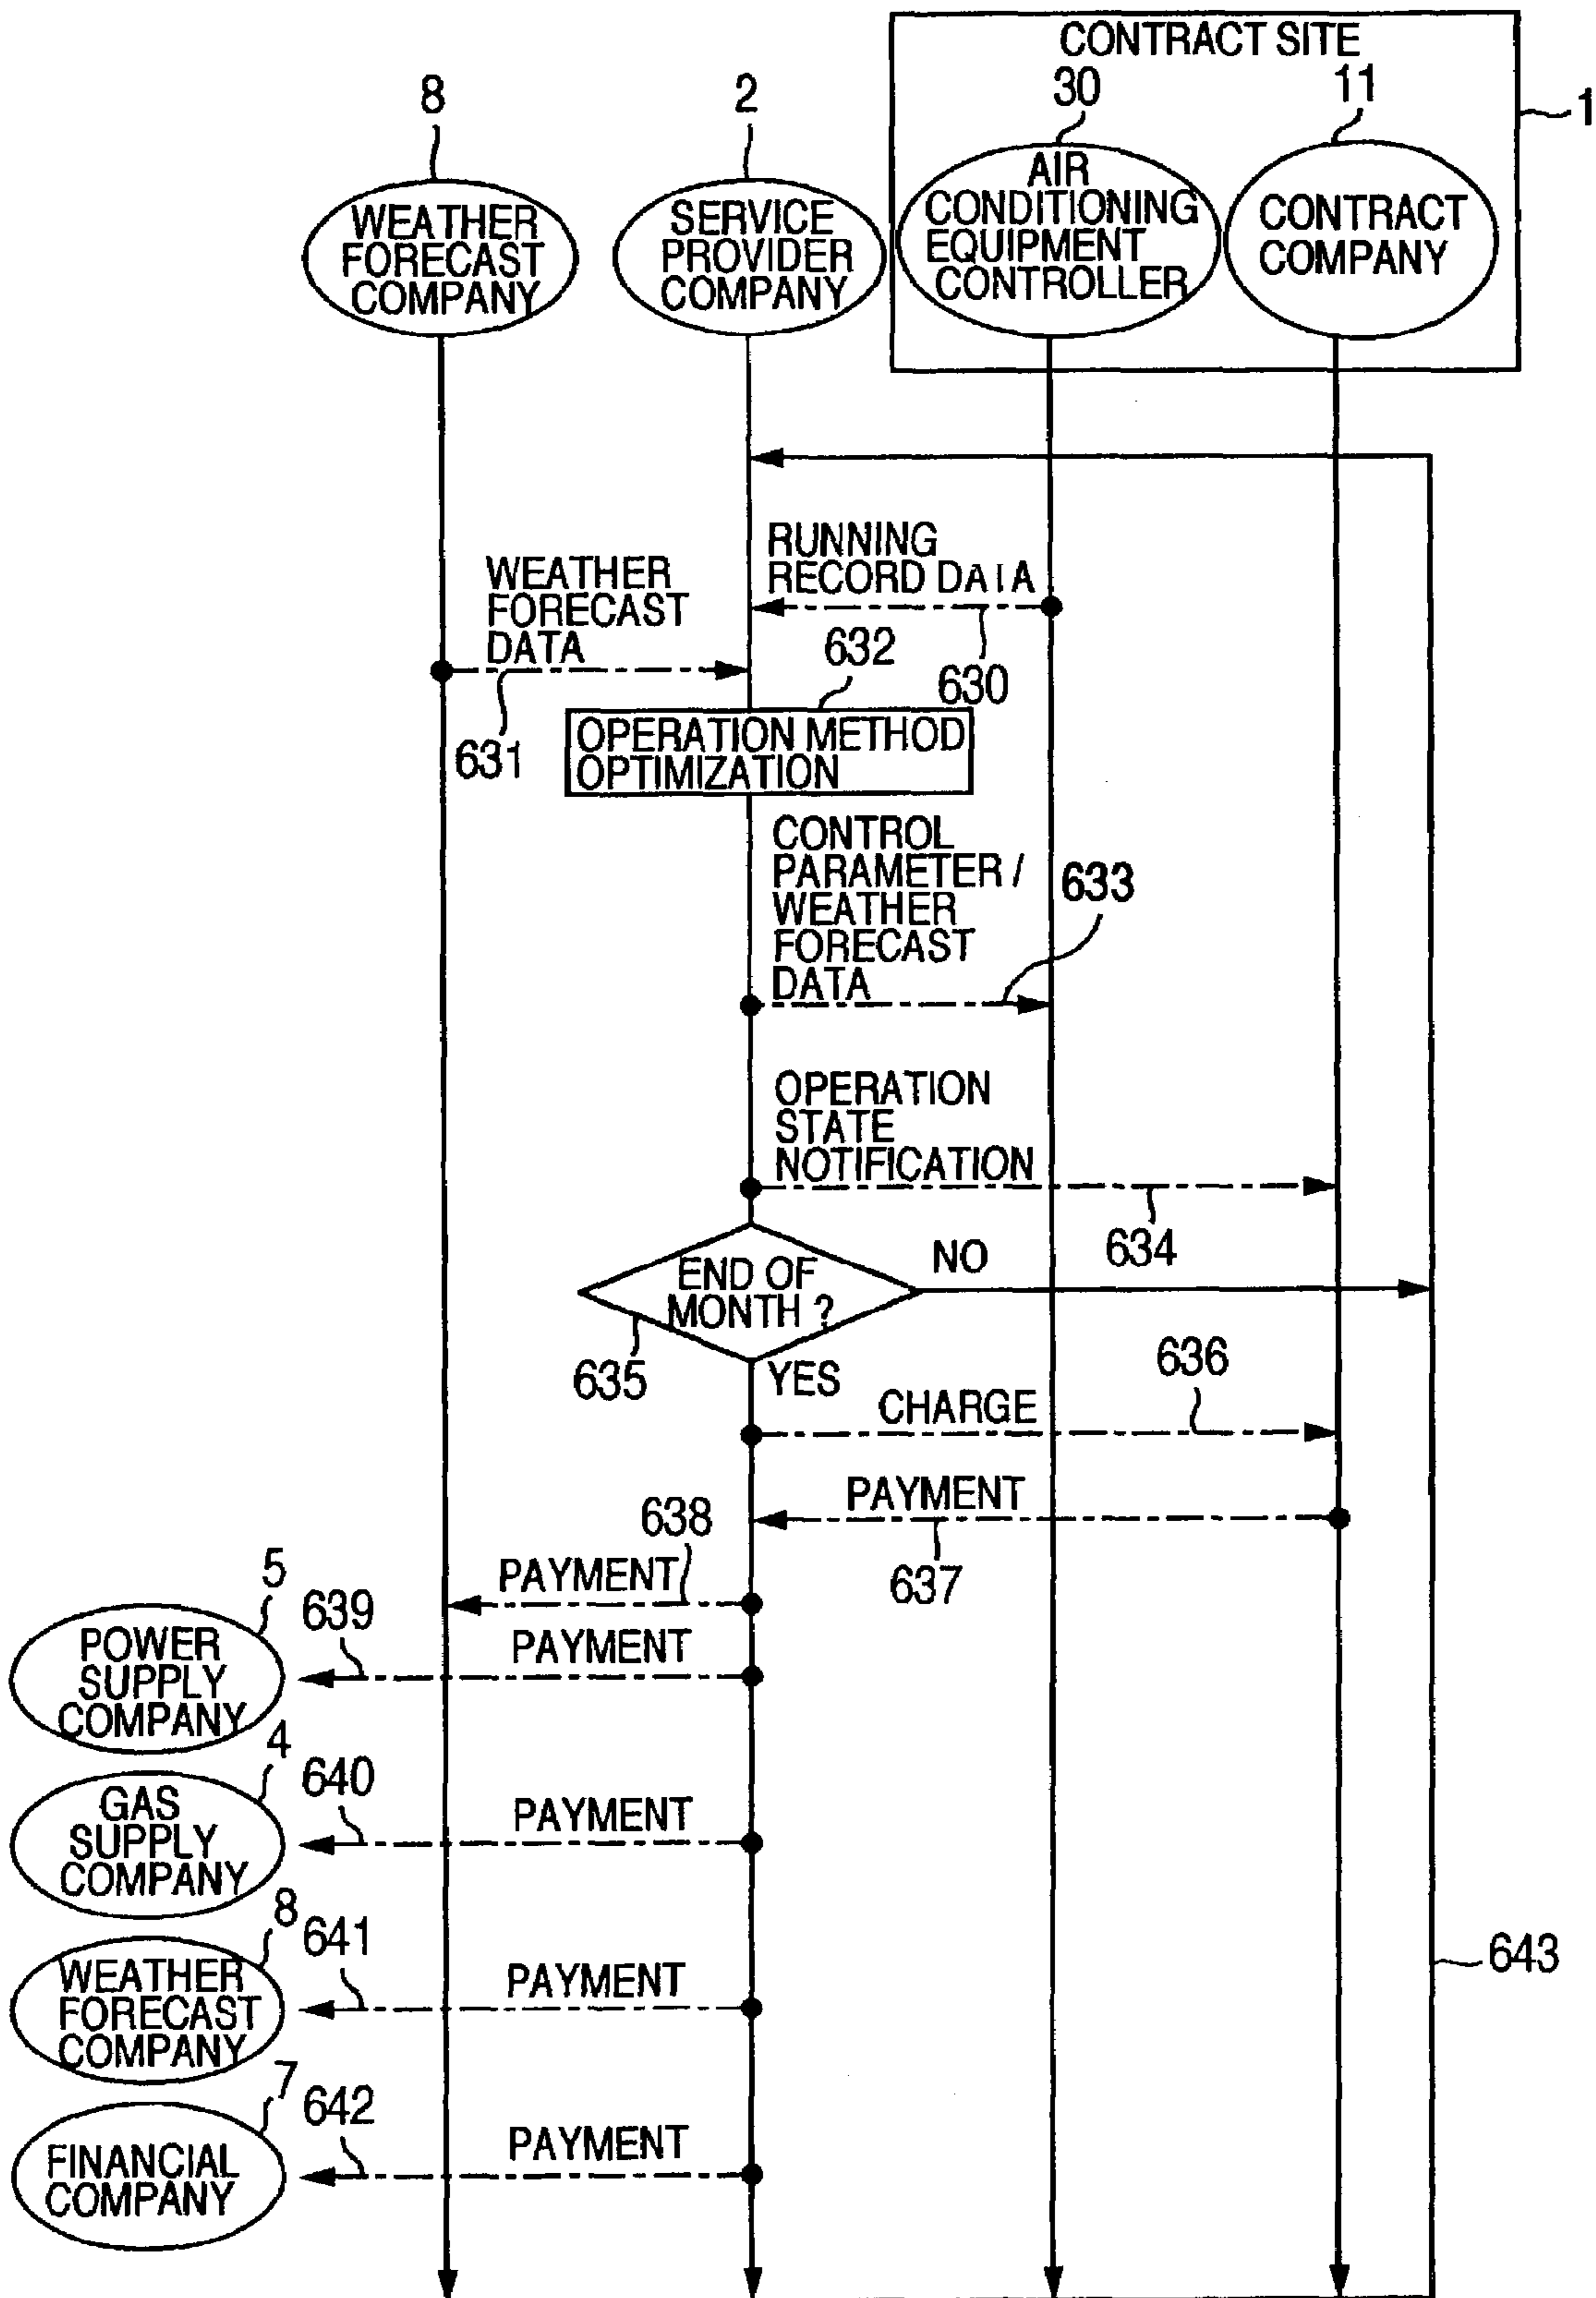 CONTRACT SITE
8
2
30
11
1
WEATHER
FORECAST
COMPANY
SERVICE
PROVIDER
COMPANY
AIR
CONDITIONING
EQUIPMENT
CONTROLLER
CONTRACT
COMPANY
RUNNING
RECORD DATA
630
WEATHER
FORECAST
DATA
631
632
OPERATION METHOD
OPTIMIZATION
CONTROL
PARAMETER /
WEATHER
FORECAST
DATA
633
OPERATION
STATE
NOTIFICATION
634
END OF
MONTH ?
NO
635
YES
CHARGE
636
PAYMENT
637
638
PAYMENT
5
639
POWER
SUPPLY
COMPANY
PAYMENT
4
640
GAS
SUPPLY
COMPANY
PAYMENT
8
641
WEATHER
FORECAST
COMPANY
PAYMENT
643
7
642
FINANCIAL
COMPANY
PAYMENT